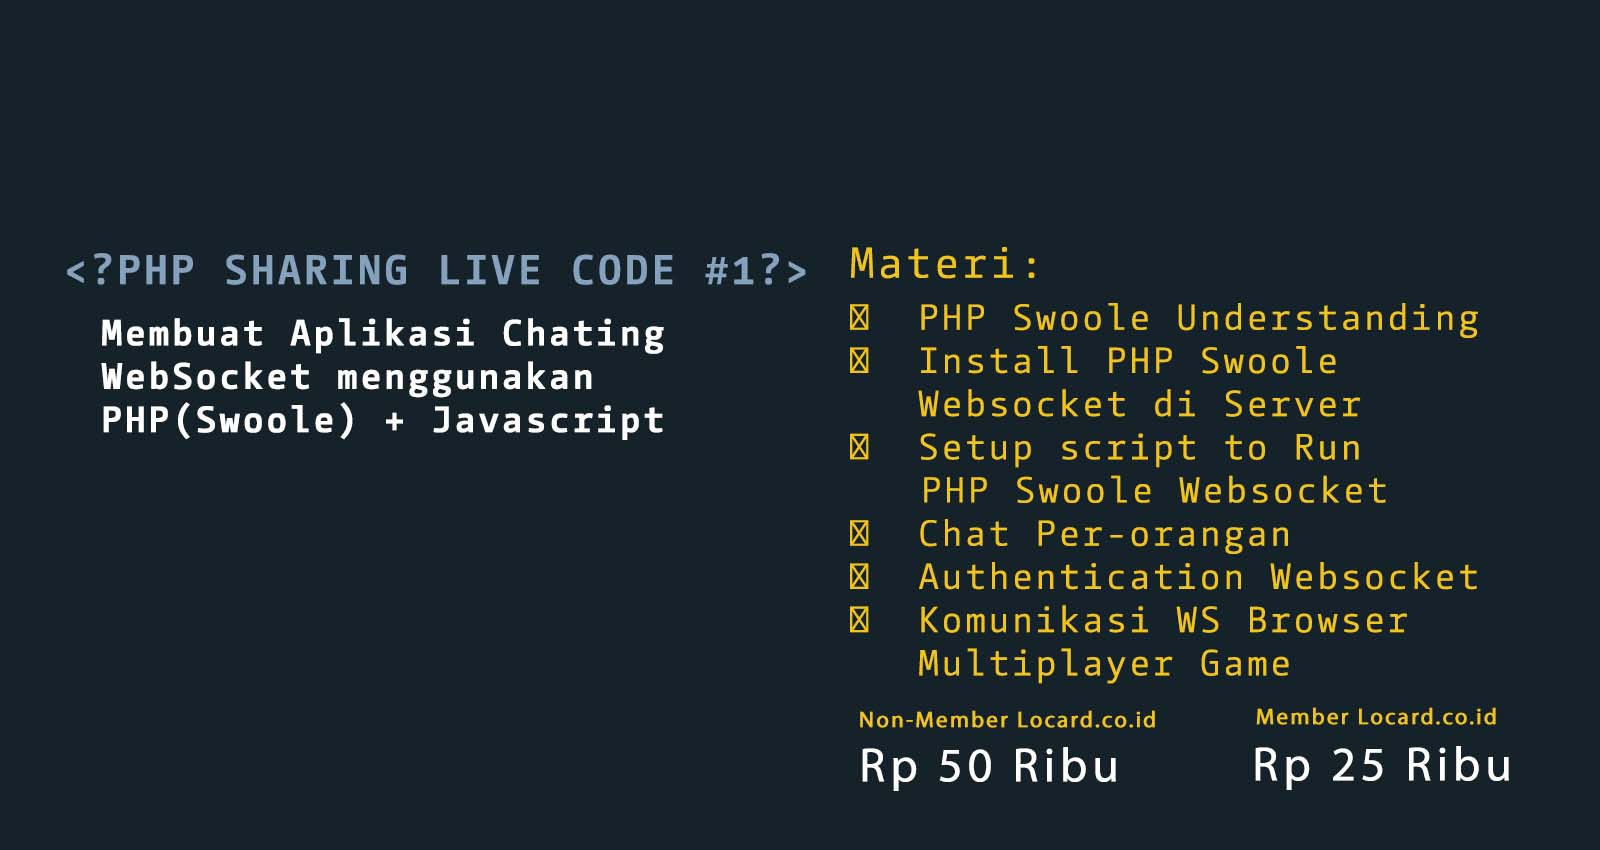 <?PHP SHARING LIVE CODE #1?>
Membuat Aplikasi Chating
WebSocket menggunakan
PHP(Swoole) + Javascript
Materi:
PHP Swoole Understanding
Install PHP Swoole
Websocket di Server
Setup script to Run
PHP Swoole Websocket
Chat Per-orangan
Authentication Websocket
Komunikasi WS Browser
Multiplayer Game
Non-Member Locard.co.id
Rp 50 Ribu
Member Locard.co.id
Rp 25 Ribu